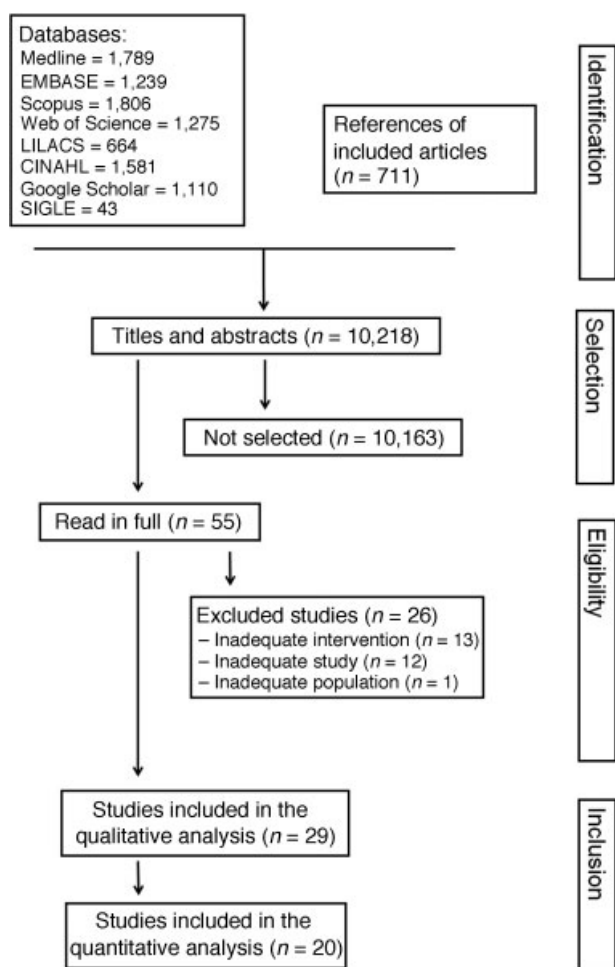 Databases:
Medline = 1,789
EMBASE = 1,239
Scopus = 1,806
Web of Science = 1,275
LILACS = 664
CINAHL = 1,581
Google Scholar = 1,110
SIGLE = 43
References of
included articles
(n = 711)
Identification
Titles and abstracts (n = 10,218)
Selection
Not selected (n = 10,163)
Read in full (n = 55)
Eligibility
Excluded studies (n = 26)
– Inadequate intervention (n = 13)
– Inadequate study (n = 12)
– Inadequate population (n = 1)
Studies included in the
qualitative analysis (n = 29)
Inclusion
Studies included in the
quantitative analysis (n = 20)